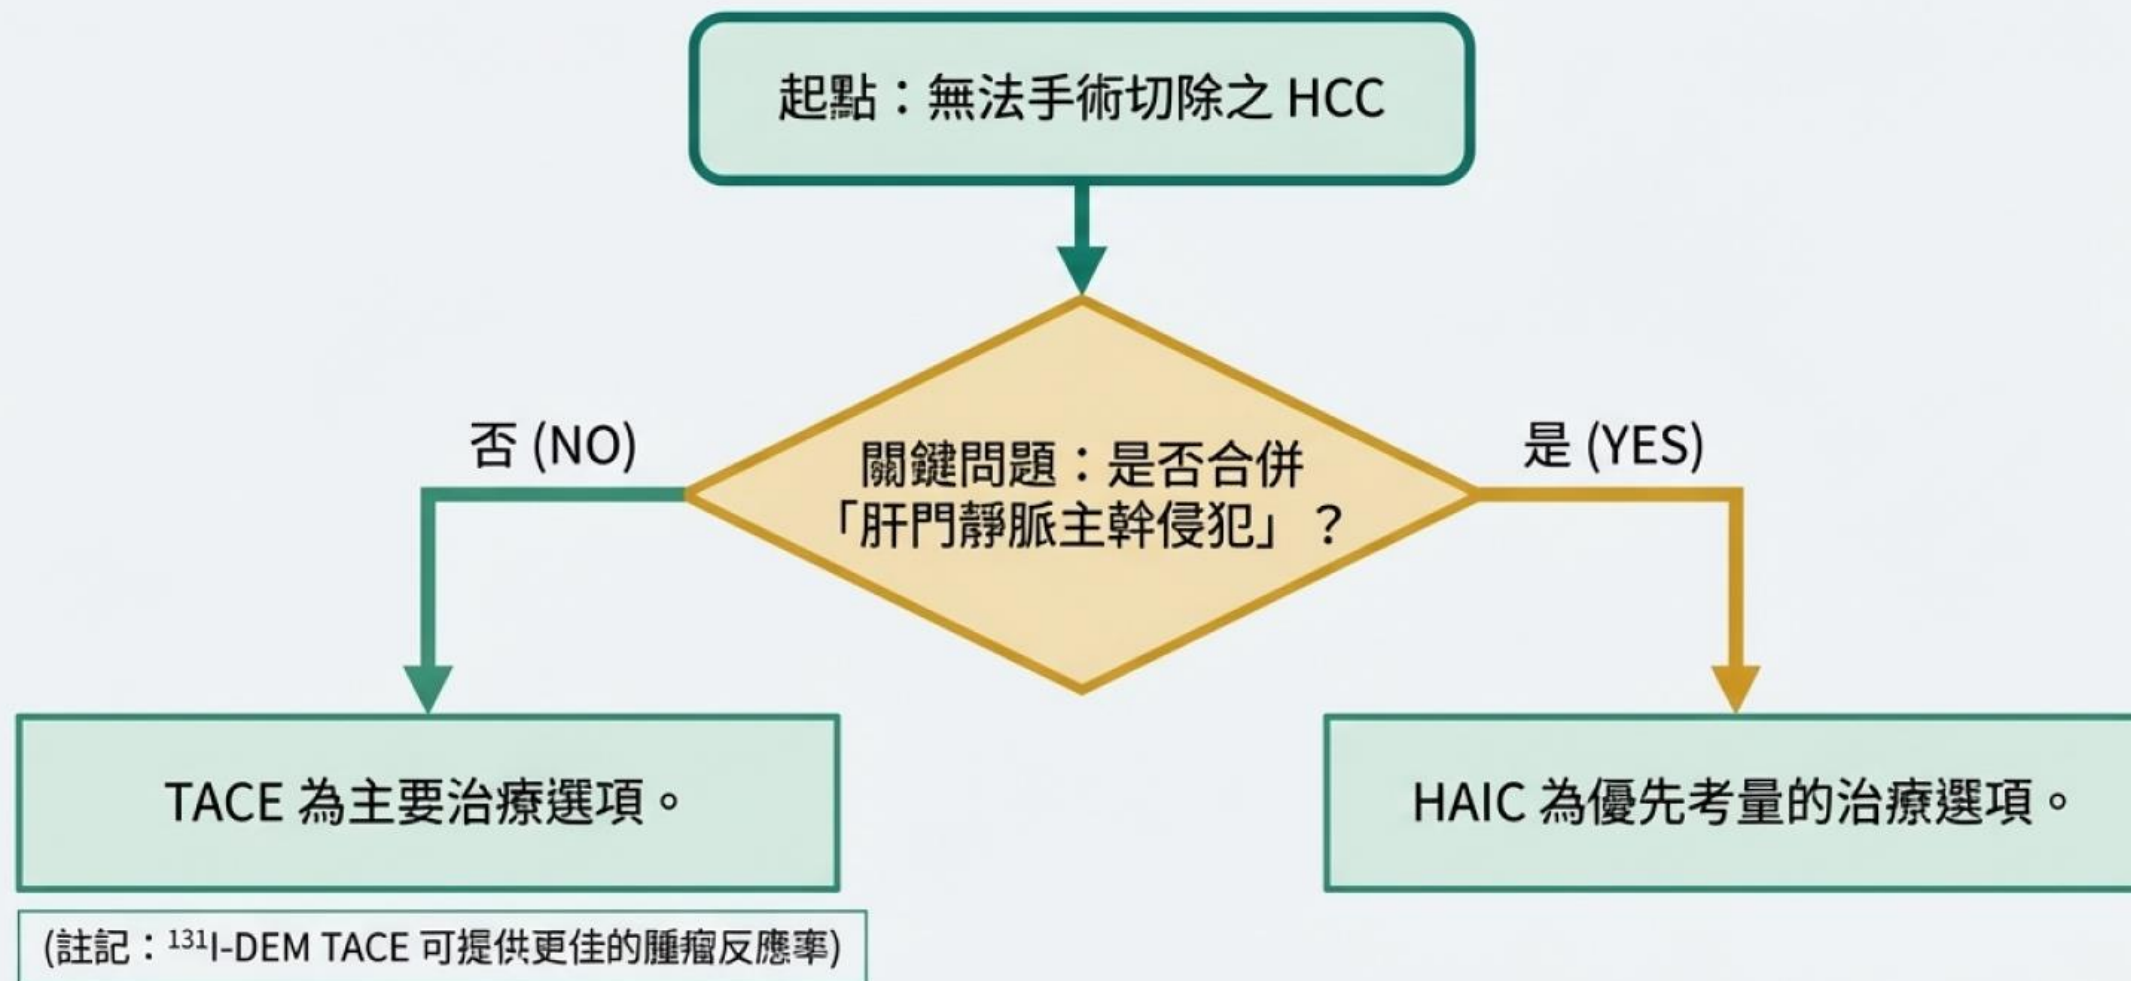 起點：無法手術切除之 HCC
否 (NO)
是 (YES)
關鍵問題：是否合併
「肝門靜脈主幹侵犯」？
TACE 為主要治療選項。
HAIC 為優先考量的治療選項。
(註記：¹³¹I-DEM TACE 可提供更佳的腫瘤反應率)